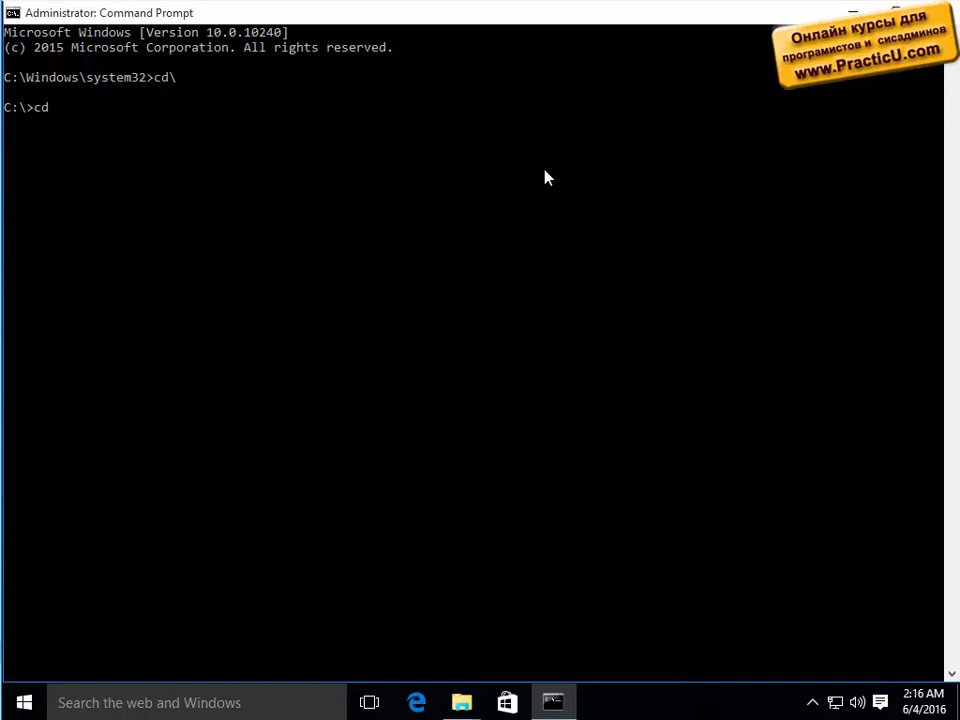 Administrator: Command Prompt
Microsoft Windows [Version 10.0.10240]
(c) 2015 Microsoft Corporation. All rights reserved.
C:\Windows\system32>cd\
C:\>cd
Онлайн курсы для
програмистов и сисадминов
www.PracticU.com
Search the web and Windows
2:16 AM
6/4/2016